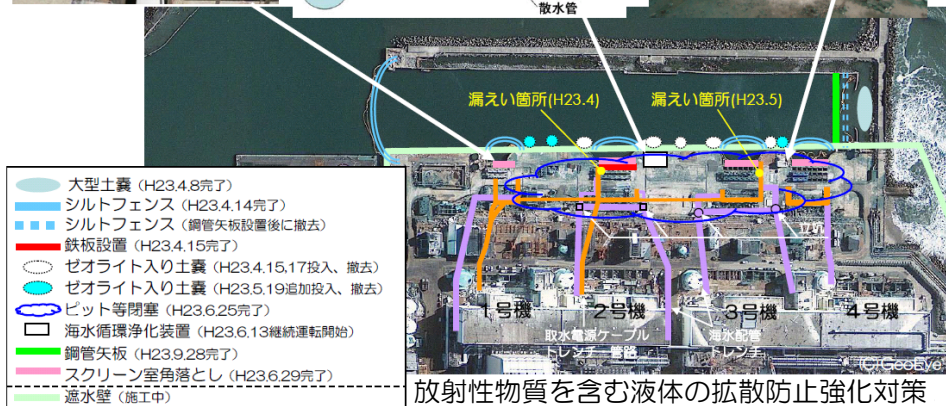 散水管
漏えい箇所(H23.4)
漏えい箇所(H23.5)
大型土嚢（H23.4.8完了）
シルトフェンス（H23.4.14完了）
シルトフェンス（鋼管矢板設置後に撤去）
鉄板設置（H23.4.15完了）
ゼオライト入り土嚢（H23.4.15,17投入、撤去）
ゼオライト入り土嚢（H23.5.19追加投入、撤去）
ピット等閉塞（H23.6.25完了）
海水循環浄化装置（H23.6.13継続運転開始）
鋼管矢板（H23.9.28完了）
スクリーン室角落とし（H23.6.29完了）
遮水壁（施工中）
立坑
1号機
2号機
3号機
4号機
取水電源ケーブル
トレンチ・管路
海水配管
トレンチ
©GeoEye
放射性物質を含む液体の拡散防止強化対策